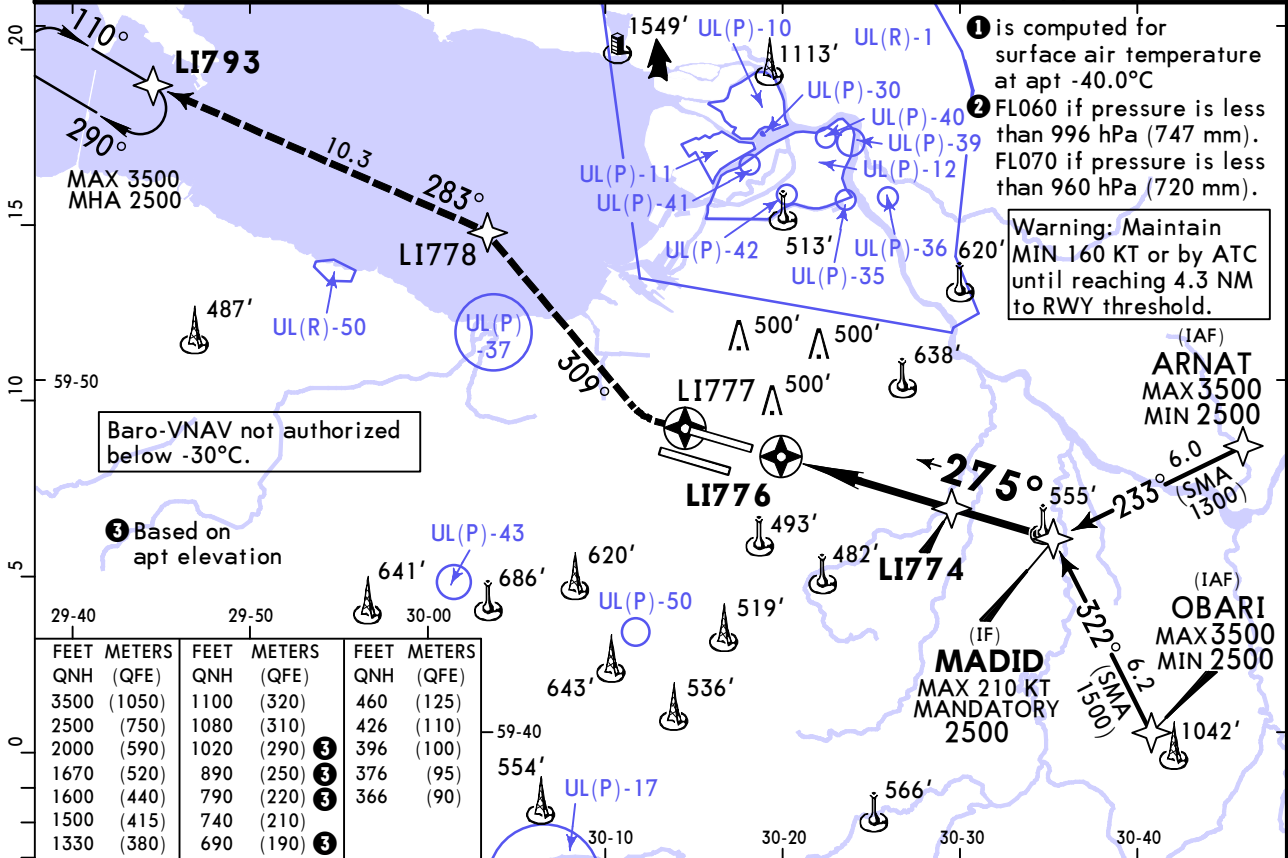 20
15
10
5
0
110°
LI793
290°
MAX 3500
MHA 2500
10.3
283°
LI778
309°
1549'
UL(P)-10
1113'
UL(R)-1
UL(P)-30
UL(P)-40
UL(P)-39
UL(P)-12
UL(P)-11
UL(P)-41
UL(P)-42
513'
UL(P)-35
UL(P)-36
620'
1 is computed for
surface air temperature
at apt -40.0°C
2 FL060 if pressure is less
than 996 hPa (747 mm).
FL070 if pressure is less
than 960 hPa (720 mm).
Warning: Maintain
MIN 160 KT or by ATC
until reaching 4.3 NM
to RWY threshold.
487'
UL(R)-50
UL(P)
-37
59-50
500'
500'
500'
638'
LI777
(IAF)
ARNAT
MAX 3500
MIN 2500
6.0
233°
(SMA
1300)
Baro-VNAV not authorized
below -30°C.
LI776
275°
555'
LI774
3 Based on
apt elevation
UL(P)-43
641'
686'
620'
UL(P)-50
493'
482'
519'
643'
536'
(IF)
MADID
MAX 210 KT
MANDATORY
2500
322°
6.2
(SMA
1500)
(IAF)
OBARI
MAX 3500
MIN 2500
1042'
29-40
29-50
30-00
59-40
554'
UL(P)-17
566'
30-10
30-20
30-30
30-40
FEET METERS FEET METERS FEET METERS
QNH (QFE) QNH (QFE) QNH (QFE)
3500 (1050) 1100 (320) 460 (125)
2500 (750) 1080 (310) 426 (110)
2000 (590) 1020 (290) 3 396 (100)
1670 (520) 890 (250) 3 376 (95)
1600 (440) 790 (220) 3 366 (90)
1500 (415) 740 (210)
1330 (380) 690 (190) 3